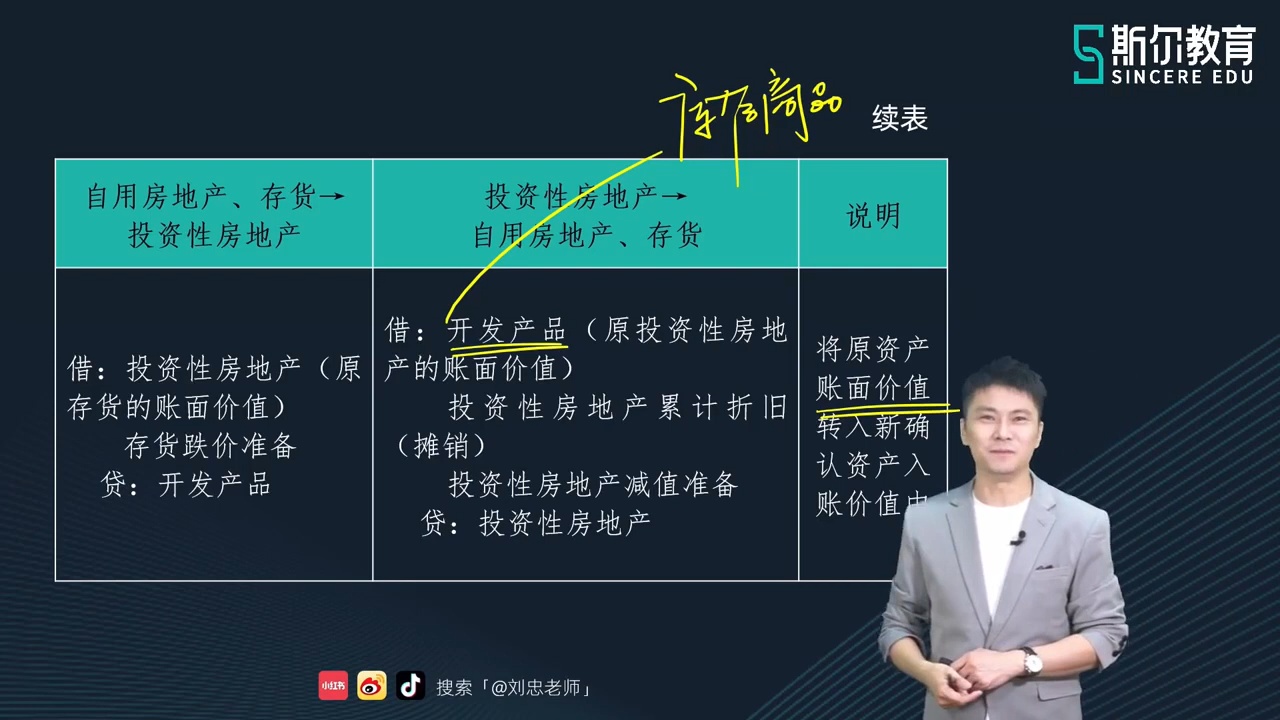 斯尔教育
SINCERE EDU
库存商品
续表
自用房地产、存货→
投资性房地产
投资性房地产→
自用房地产、存货
说明
借：投资性房地产（原
存货的账面价值）
存货跌价准备
贷：开发产品
借：开发产品（原投资性房地
产的账面价值）
投资性房地产累计折旧
（摊销）
投资性房地产减值准备
贷：投资性房地产
将原资产
账面价值
转入新确
认资产入
账价值中
小红书
搜索「@刘忠老师」